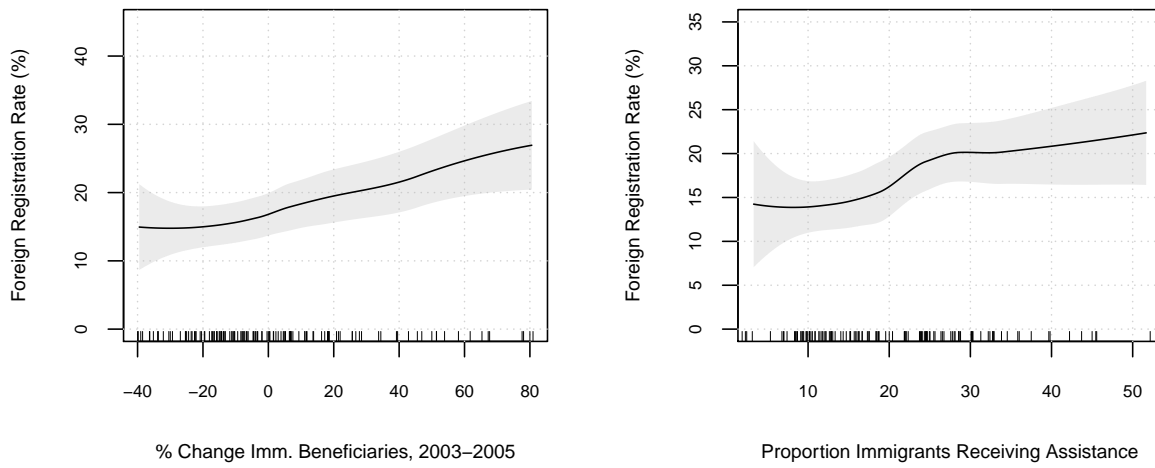 Foreign Registration Rate (%)
40
30
20
10
0
−40 −20 0 20 40 60 80
% Change Imm. Beneficiaries, 2003−2005
Foreign Registration Rate (%)
35
30
25
20
15
10
5
0
10 20 30 40 50
Proportion Immigrants Receiving Assistance